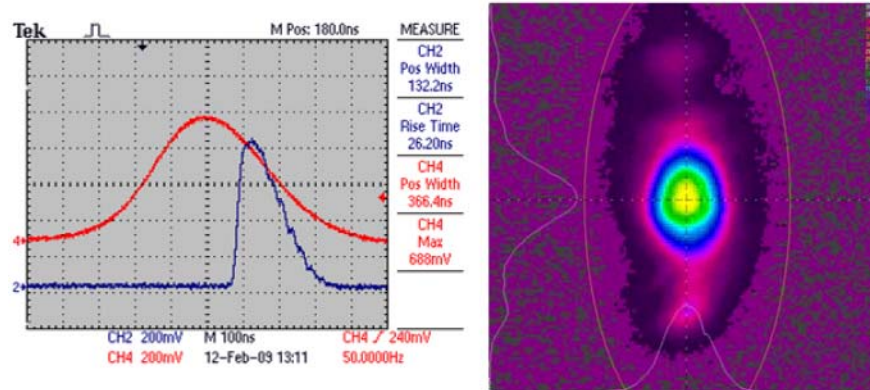 Tek M Pos: 180.0ns MEASURE
CH2
Pos Width
132.2ns
CH2
Rise Time
26.20ns
CH4
Pos Width
366.4ns
CH4
Max
688mV
4
2
CH2 200mV M 100ns CH4 ∕ 240mV
CH4 200mV 12-Feb-09 13:11 50.0000Hz